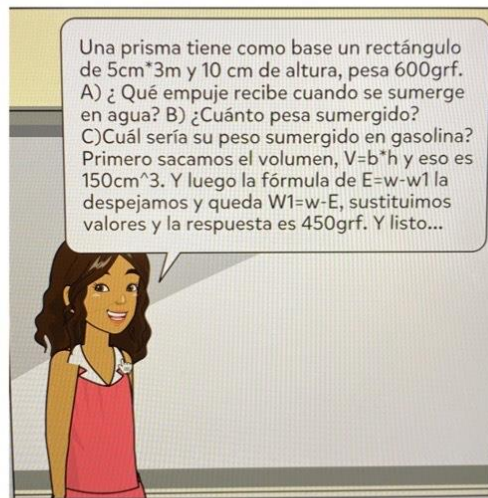 Una prisma tiene como base un rectángulo
de 5cm*3m y 10 cm de altura, pesa 600grf.
A) ¿ Qué empuje recibe cuando se sumerge
en agua? B) ¿Cuánto pesa sumergido?
C)Cuál sería su peso sumergido en gasolina?
Primero sacamos el volumen, V=b*h y eso es
150cm^3. Y luego la fórmula de E=w-w1 la
despejamos y queda W1=w-E, sustituimos
valores y la respuesta es 450grf. Y listo...